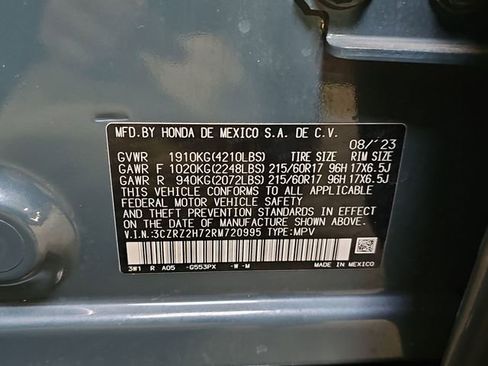 MFD.BY HONDA DE MEXICO S.A. DE C.V.
08/'23
GVWR 1910KG(4210LBS) TIRE SIZE RIM SIZE
GAWR F 1020KG(2248LBS) 215/60R17 96H 17X6.5J
GAWR R 940KG(2072LBS) 215/60R17 96H 17X6.5J
THIS VEHICLE CONFORMS TO ALL APPLICABLE
FEDERAL MOTOR VEHICLE SAFETY
STANDARDS IN EFFECT ON THE DATE OF
MANUFACTURE SHOWN ABOVE.
V.I.N.:3CZRZ2H72RM720995 TYPE:MPV
3W1 R A05 -G553PX -W-M
MADE IN MEXICO